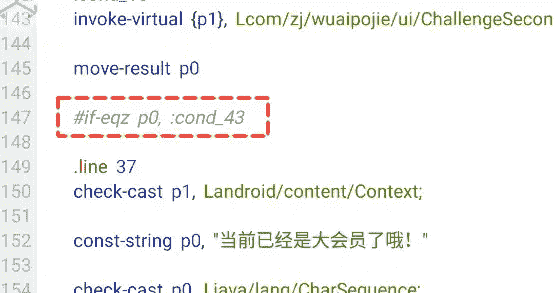 143 invoke-virtual {p1}, Lcom/zj/wuaipojie/ui/ChallengeSecon
144
145 move-result p0
146
147 #if-eqz p0, :cond_43
148
149 .line 37
150 check-cast p1, Landroid/content/Context;
151
152 const-string p0, "当前已经是大会员了哦！"
153
154 check-cast p0, Ljava/lang/CharSequence;